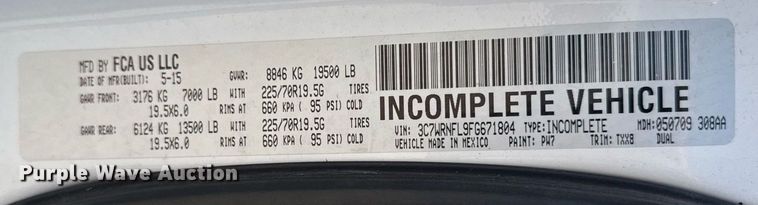 MFD BY FCA US LLC
DATE OF MFR(BUILT): 5-15 GVWR: 8846 KG 19500 LB
GAWR FRONT: 3176 KG 7000 LB 225/70R19.5G TIRES
19.5X6.0 RIMS AT 660 KPA ( 95 PSI) COLD
GAWR REAR: 6124 KG 13500 LB 225/70R19.5G TIRES
19.5X6.0 RIMS AT 660 KPA ( 95 PSI) COLD
INCOMPLETE VEHICLE
VIN: 3C7WRNFL9FG671804 TYPE: INCOMPLETE MDH: 050709 308AA
VEHICLE MADE IN MEXICO PAINT: PW7 TRIM: TXX8 DUAL
Purple Wave Auction